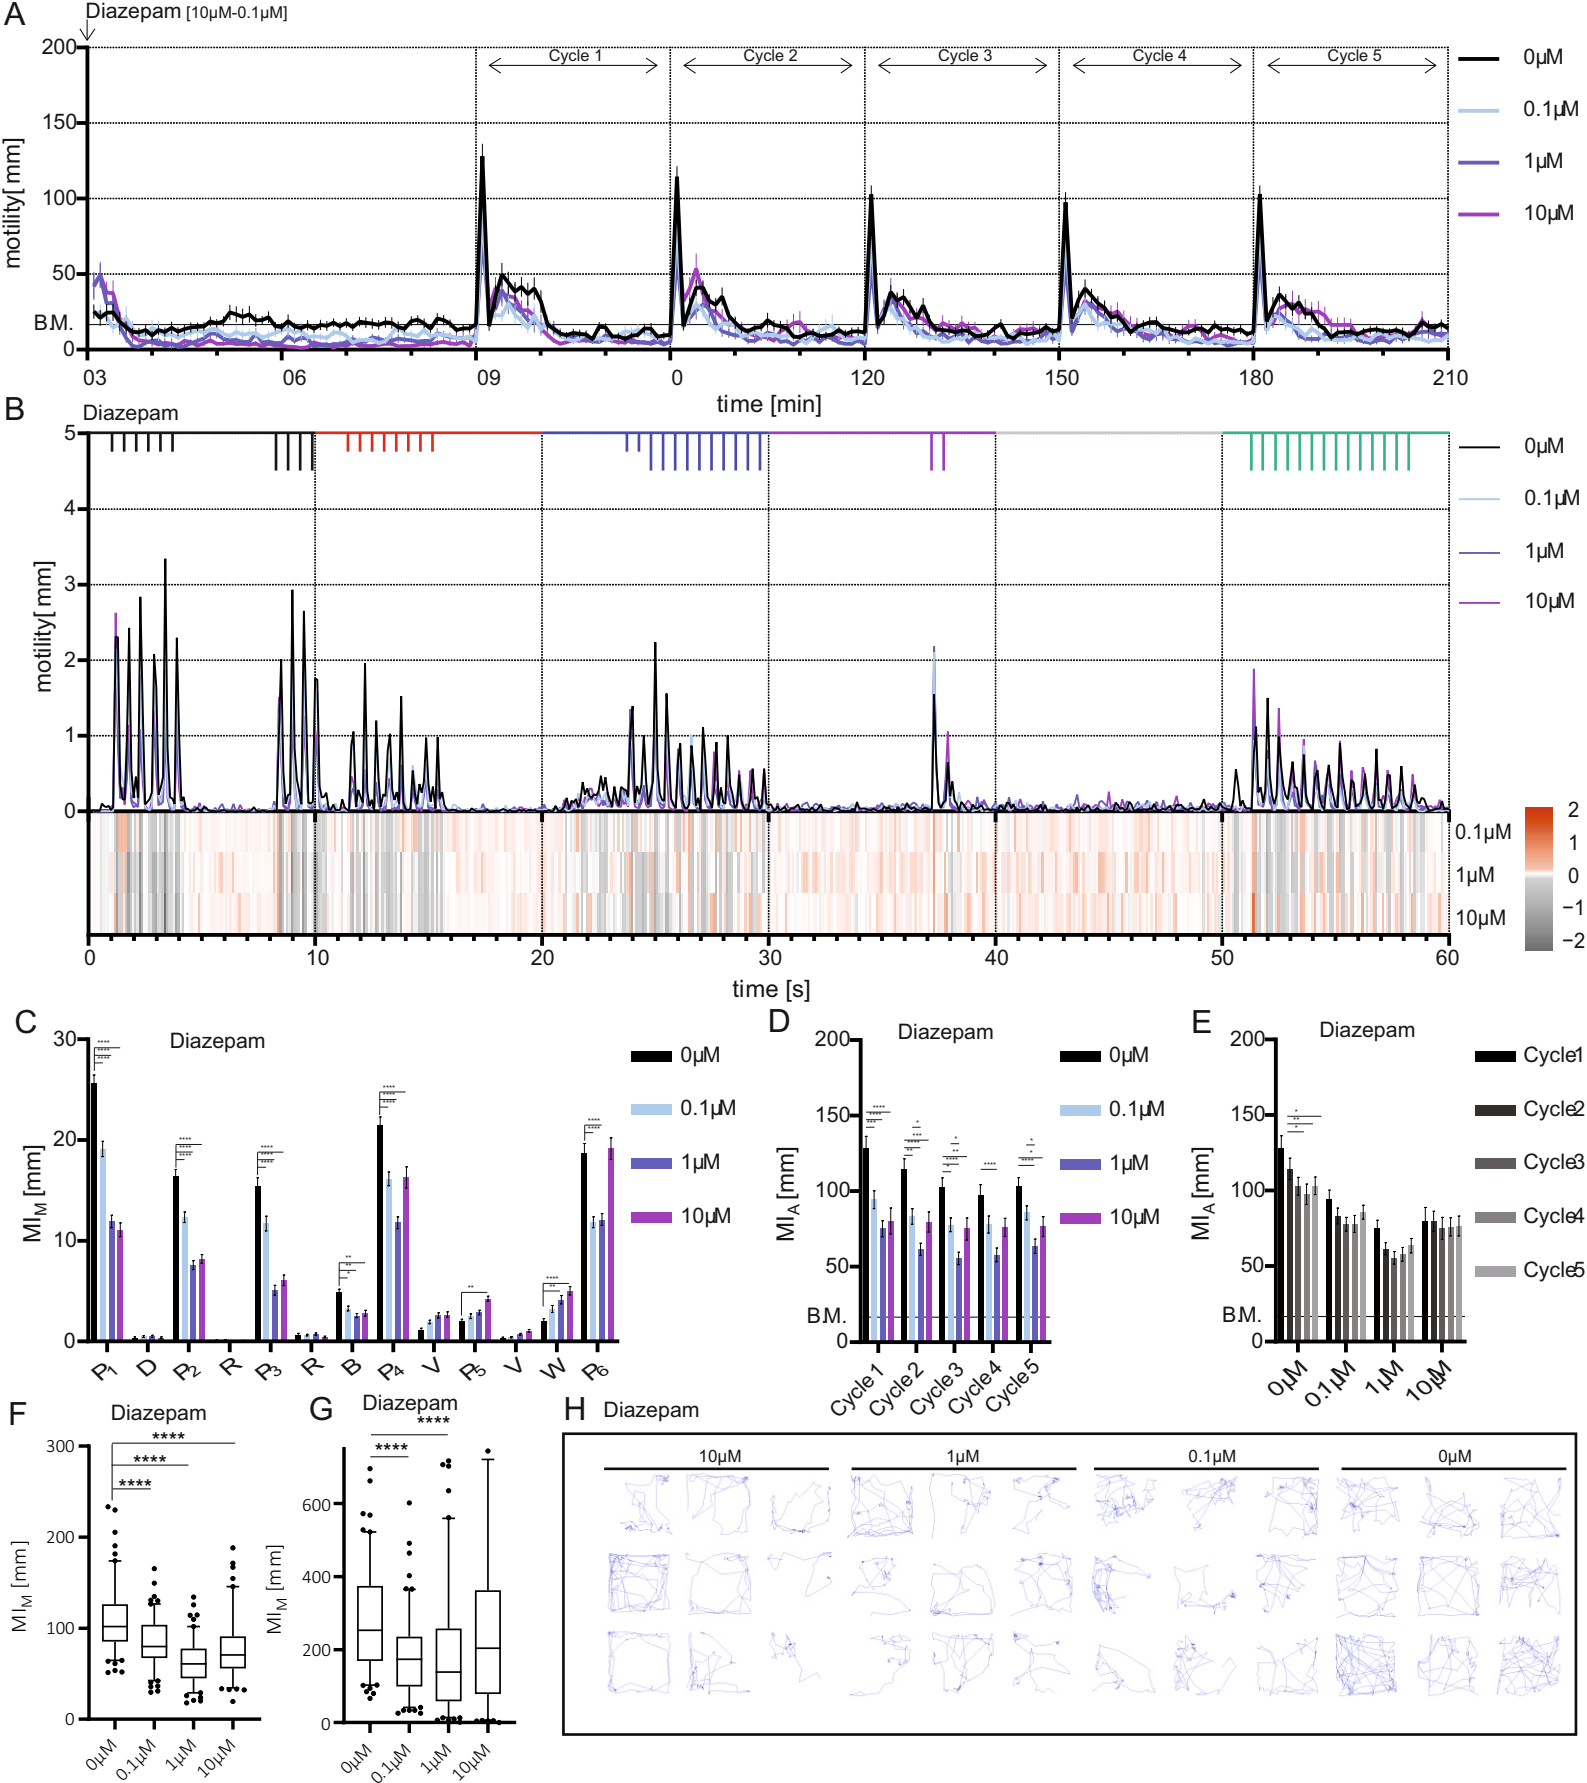 A
Diazepam [10µM-0.1µM]
200
150
100
50
B.M.
0
motility[ mm]
Cycle 1
Cycle 2
Cycle 3
Cycle 4
Cycle 5
0µM
0.1µM
1µM
10µM
03
06
09
0
120
150
180
210
time [min]
B
Diazepam
5
4
3
2
1
0
motility[ mm]
0µM
0.1µM
1µM
10µM
0.1µM
1µM
10µM
2
1
0
−1
−2
0
10
20
30
40
50
60
time [s]
C
Diazepam
30
20
10
0
MIM [mm]
****
****
****
****
****
****
****
****
****
**
**
*
****
****
****
**
****
**
****
****
0µM
0.1µM
1µM
10µM
P1
D
P2
R
P3
R
B
P4
V
P5
V
W
P6
D
Diazepam
200
150
100
50
B.M.
0
MIA [mm]
****
****
***
*
***
****
**
*
**
****
*
****
*
*
****
0µM
0.1µM
1µM
10µM
Cycle1
Cycle2
Cycle3
Cycle4
Cycle5
E
Diazepam
200
150
100
50
B.M.
0
MIA [mm]
*
**
*
Cycle1
Cycle2
Cycle3
Cycle4
Cycle5
0µM
0.1µM
1µM
10µM
F
Diazepam
300
200
100
0
MIM [mm]
****
****
****
0µM
0.1µM
1µM
10µM
G
Diazepam
****
****
600
400
200
0
MIM [mm]
0µM
0.1µM
1µM
10µM
H
Diazepam
10µM
1µM
0.1µM
0µM